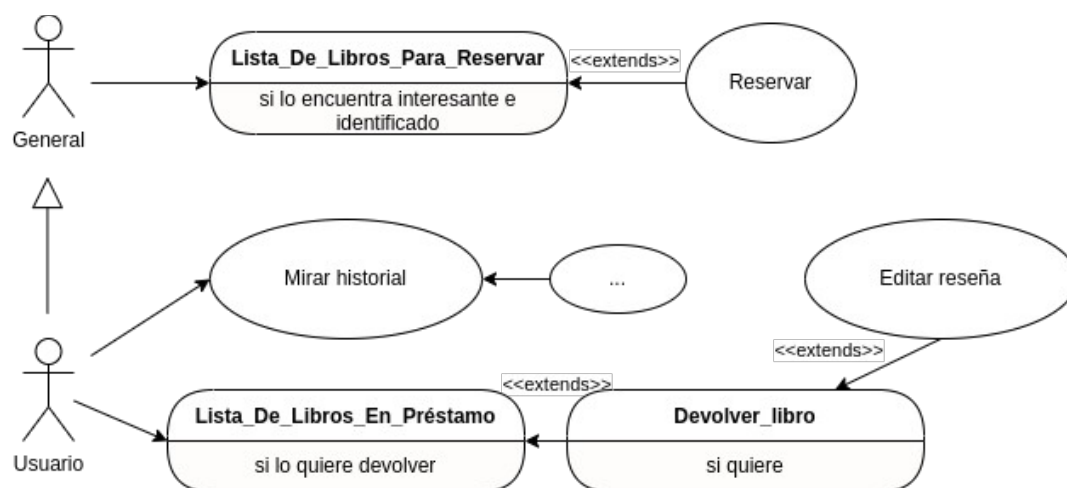 Lista_De_Libros_Para_Reservar
<<extends>>
Reservar
si lo encuentra interesante e
identificado
General
Mirar historial
...
Editar reseña
<<extends>>
<<extends>>
Lista_De_Libros_En_Préstamo
Devolver_libro
Usuario
si lo quiere devolver
si quiere